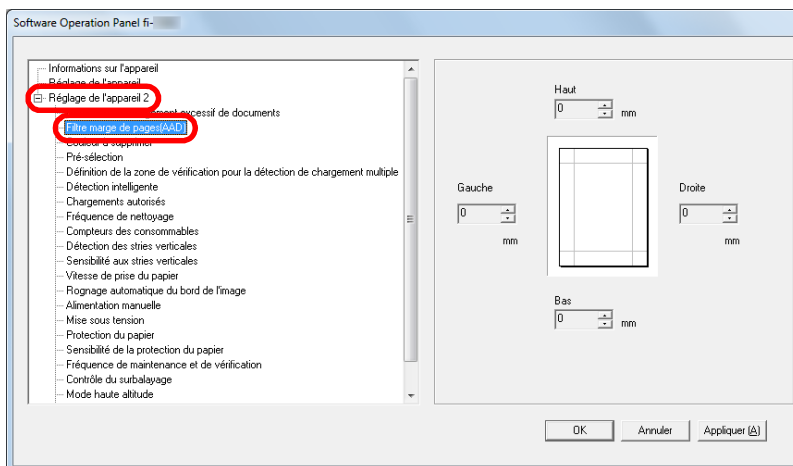 Software Operation Panel fi-
Informations sur l'appareil
Réglage de l'appareil
Réglage de l'appareil 2
excessif de documents
Filtre marge de pages(AAD)
Couleur à supprimer
Pré-sélection
Définition de la zone de vérification pour la détection de chargement multiple
Détection intelligente
Chargements autorisés
Fréquence de nettoyage
Compteurs des consommables
Détection des stries verticales
Sensibilité aux stries verticales
Vitesse de prise du papier
Rognage automatique du bord de l'image
Alimentation manuelle
Mise sous tension
Protection du papier
Sensibilité de la protection du papier
Fréquence de maintenance et de vérification
Contrôle du surbalayage
Mode haute altitude
Haut
0 mm
Gauche
0
mm
Droite
0
mm
Bas
0 mm
OK Annuler Appliquer (A)